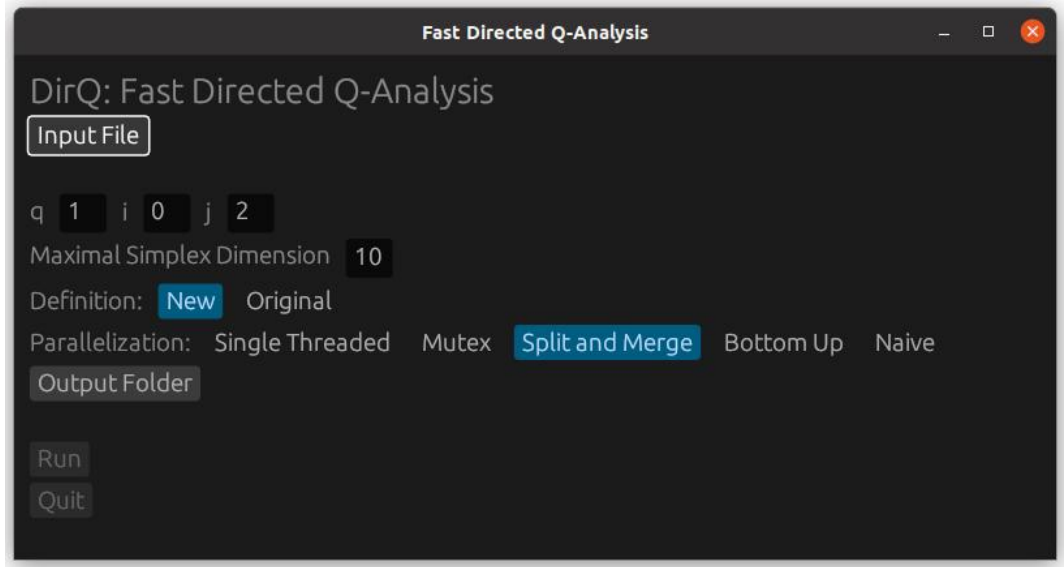 Fast Directed Q-Analysis
DirQ: Fast Directed Q-Analysis
Input File
q 1 i 0 j 2
Maximal Simplex Dimension 10
Definition: New Original
Parallelization: Single Threaded Mutex Split and Merge Bottom Up Naive
Output Folder
Run
Quit